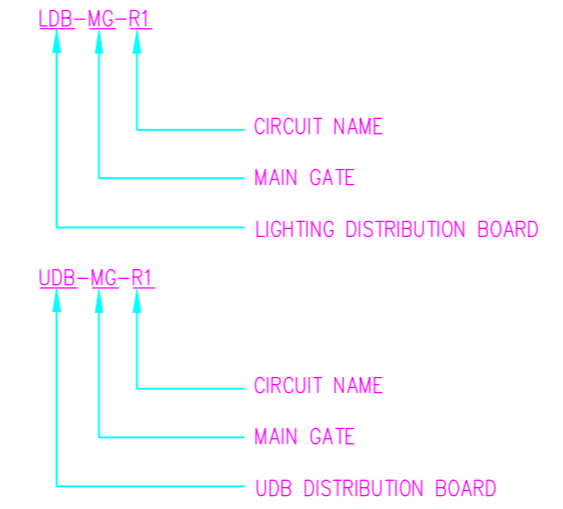 LDB-MG-R1
CIRCUIT NAME
MAIN GATE
LIGHTING DISTRIBUTION BOARD
UDB-MG-R1
CIRCUIT NAME
MAIN GATE
UDB DISTRIBUTION BOARD